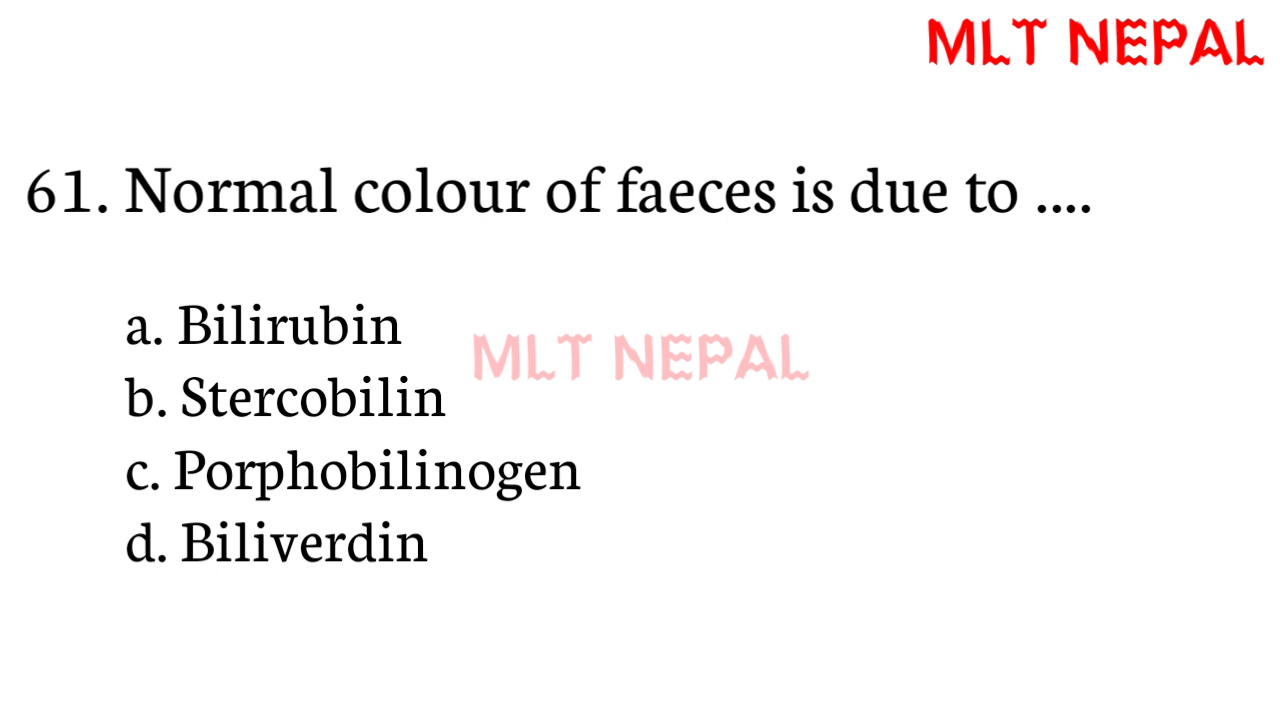 MLT NEPAL
61. Normal colour of faeces is due to ....
a. Bilirubin
MLT NEPAL
b. Stercobilin
c. Porphobilinogen
d. Biliverdin